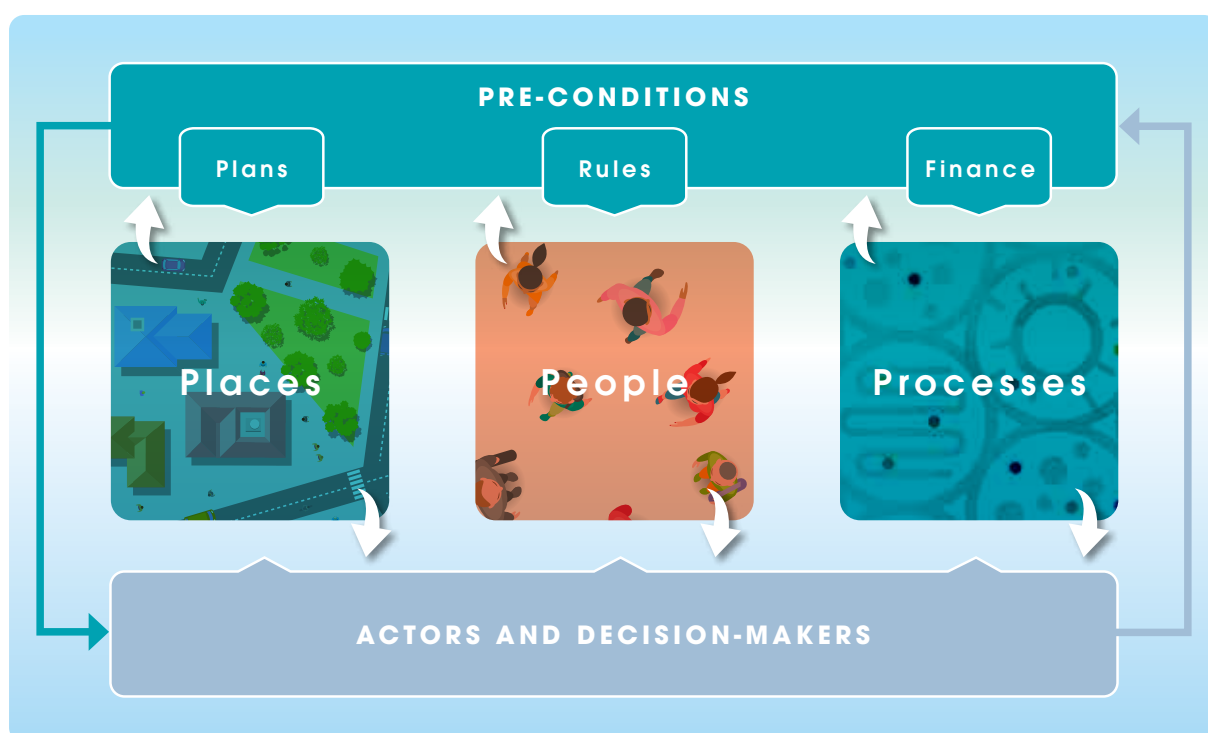 PRE-CONDITIONS
Plans
Rules
Finance
Places
People
Processes
ACTORS AND DECISION-MAKERS